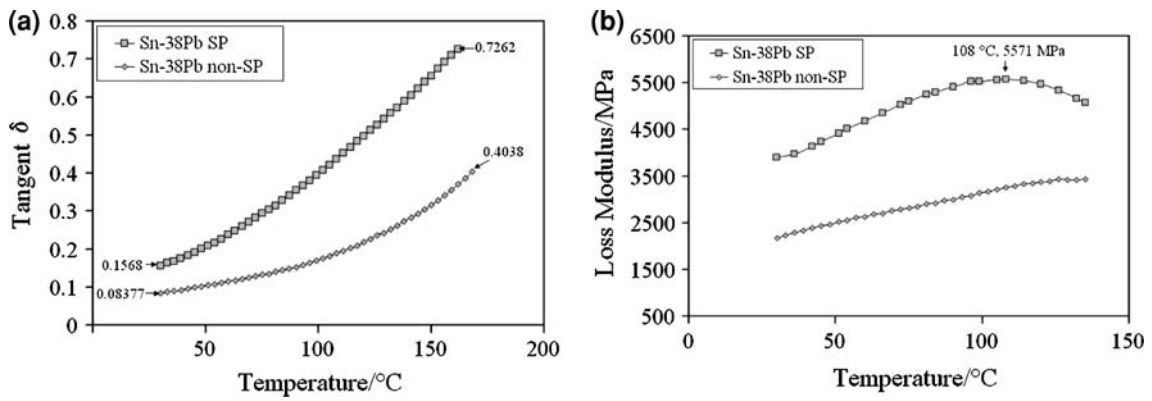 (a)
0.8
0.7
0.6
0.5
0.4
0.3
0.2
0.1
0
Tangent δ
Sn-38Pb SP
Sn-38Pb non-SP
0.7262
0.4038
0.1568
0.08377
50
100
150
200
Temperature/°C
(b)
6500
5500
4500
3500
2500
1500
500
Loss Modulus/MPa
Sn-38Pb SP
Sn-38Pb non-SP
108 °C, 5571 MPa
0
50
100
150
Temperature/°C